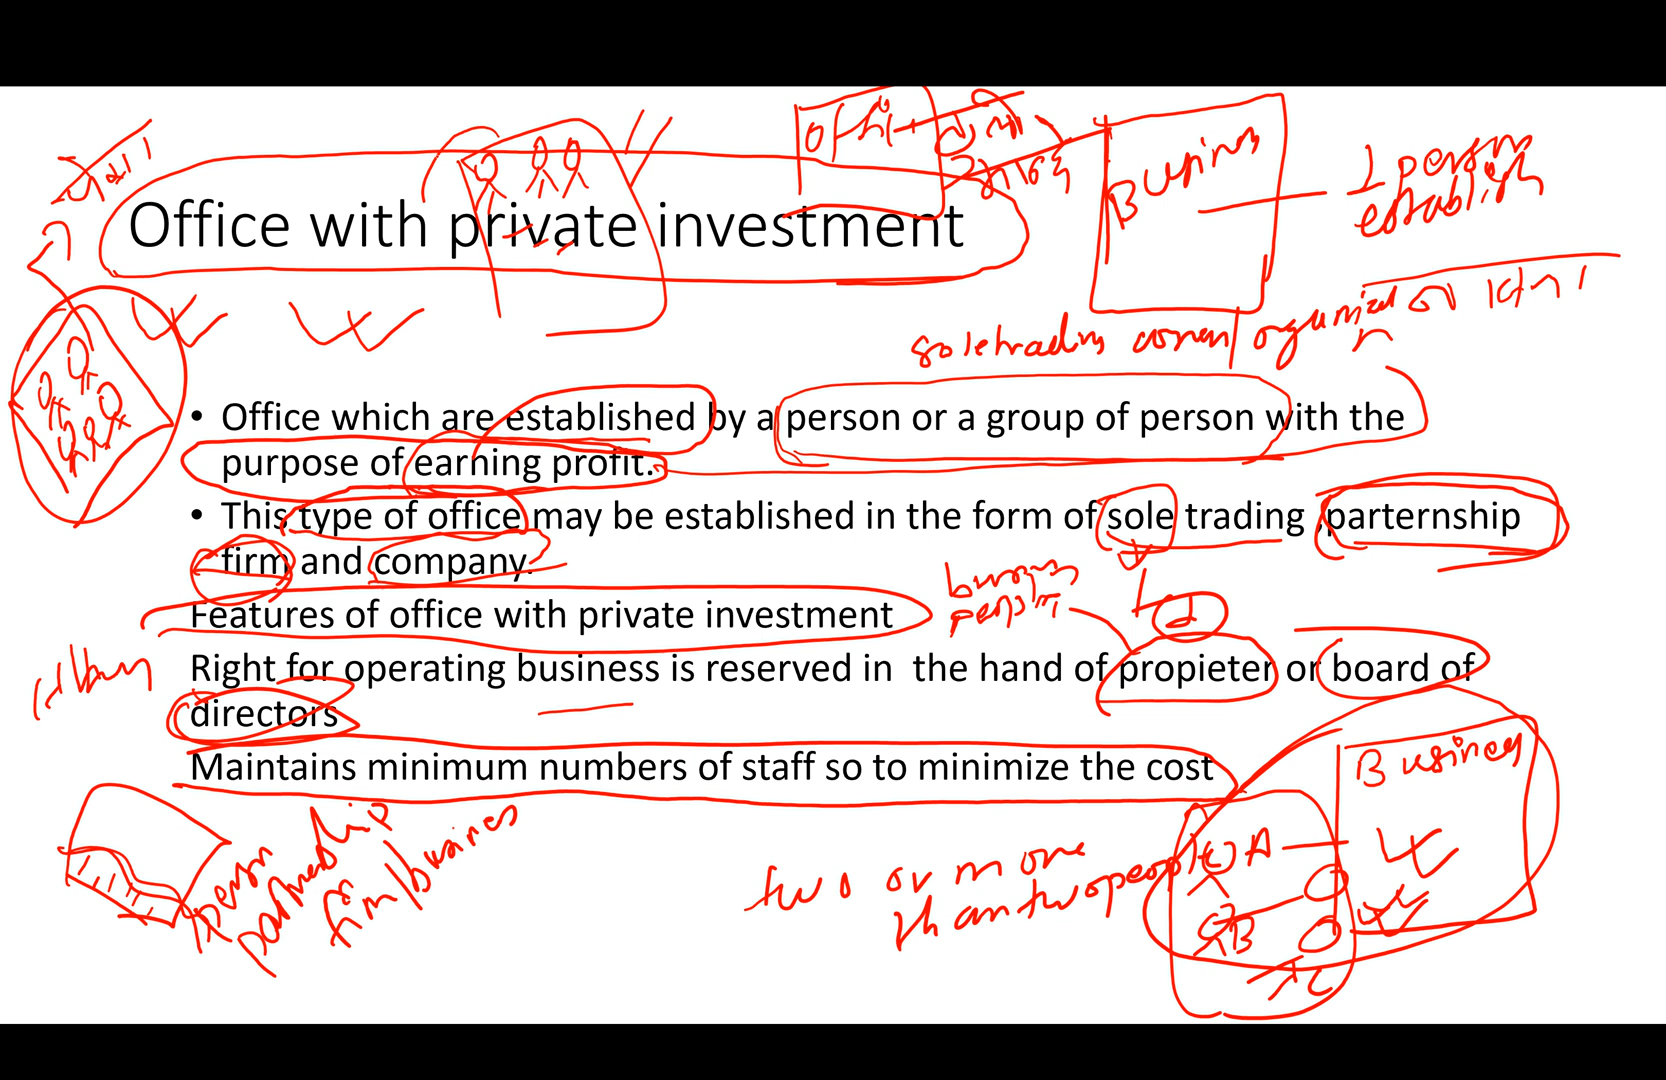 Business
1 person
establish
Office with private investment
sole trading
• Office which are established by a person or a group of person with the
purpose of earning profit.
• This type of office may be established in the form of sole trading ,parternship
firm and company.
Features of office with private investment
Right for operating business is reserved in the hand of propieter or board of
directors
Maintains minimum numbers of staff so to minimize the cost
Business
A
B
two or more
than two people
person
partnership
firm/business